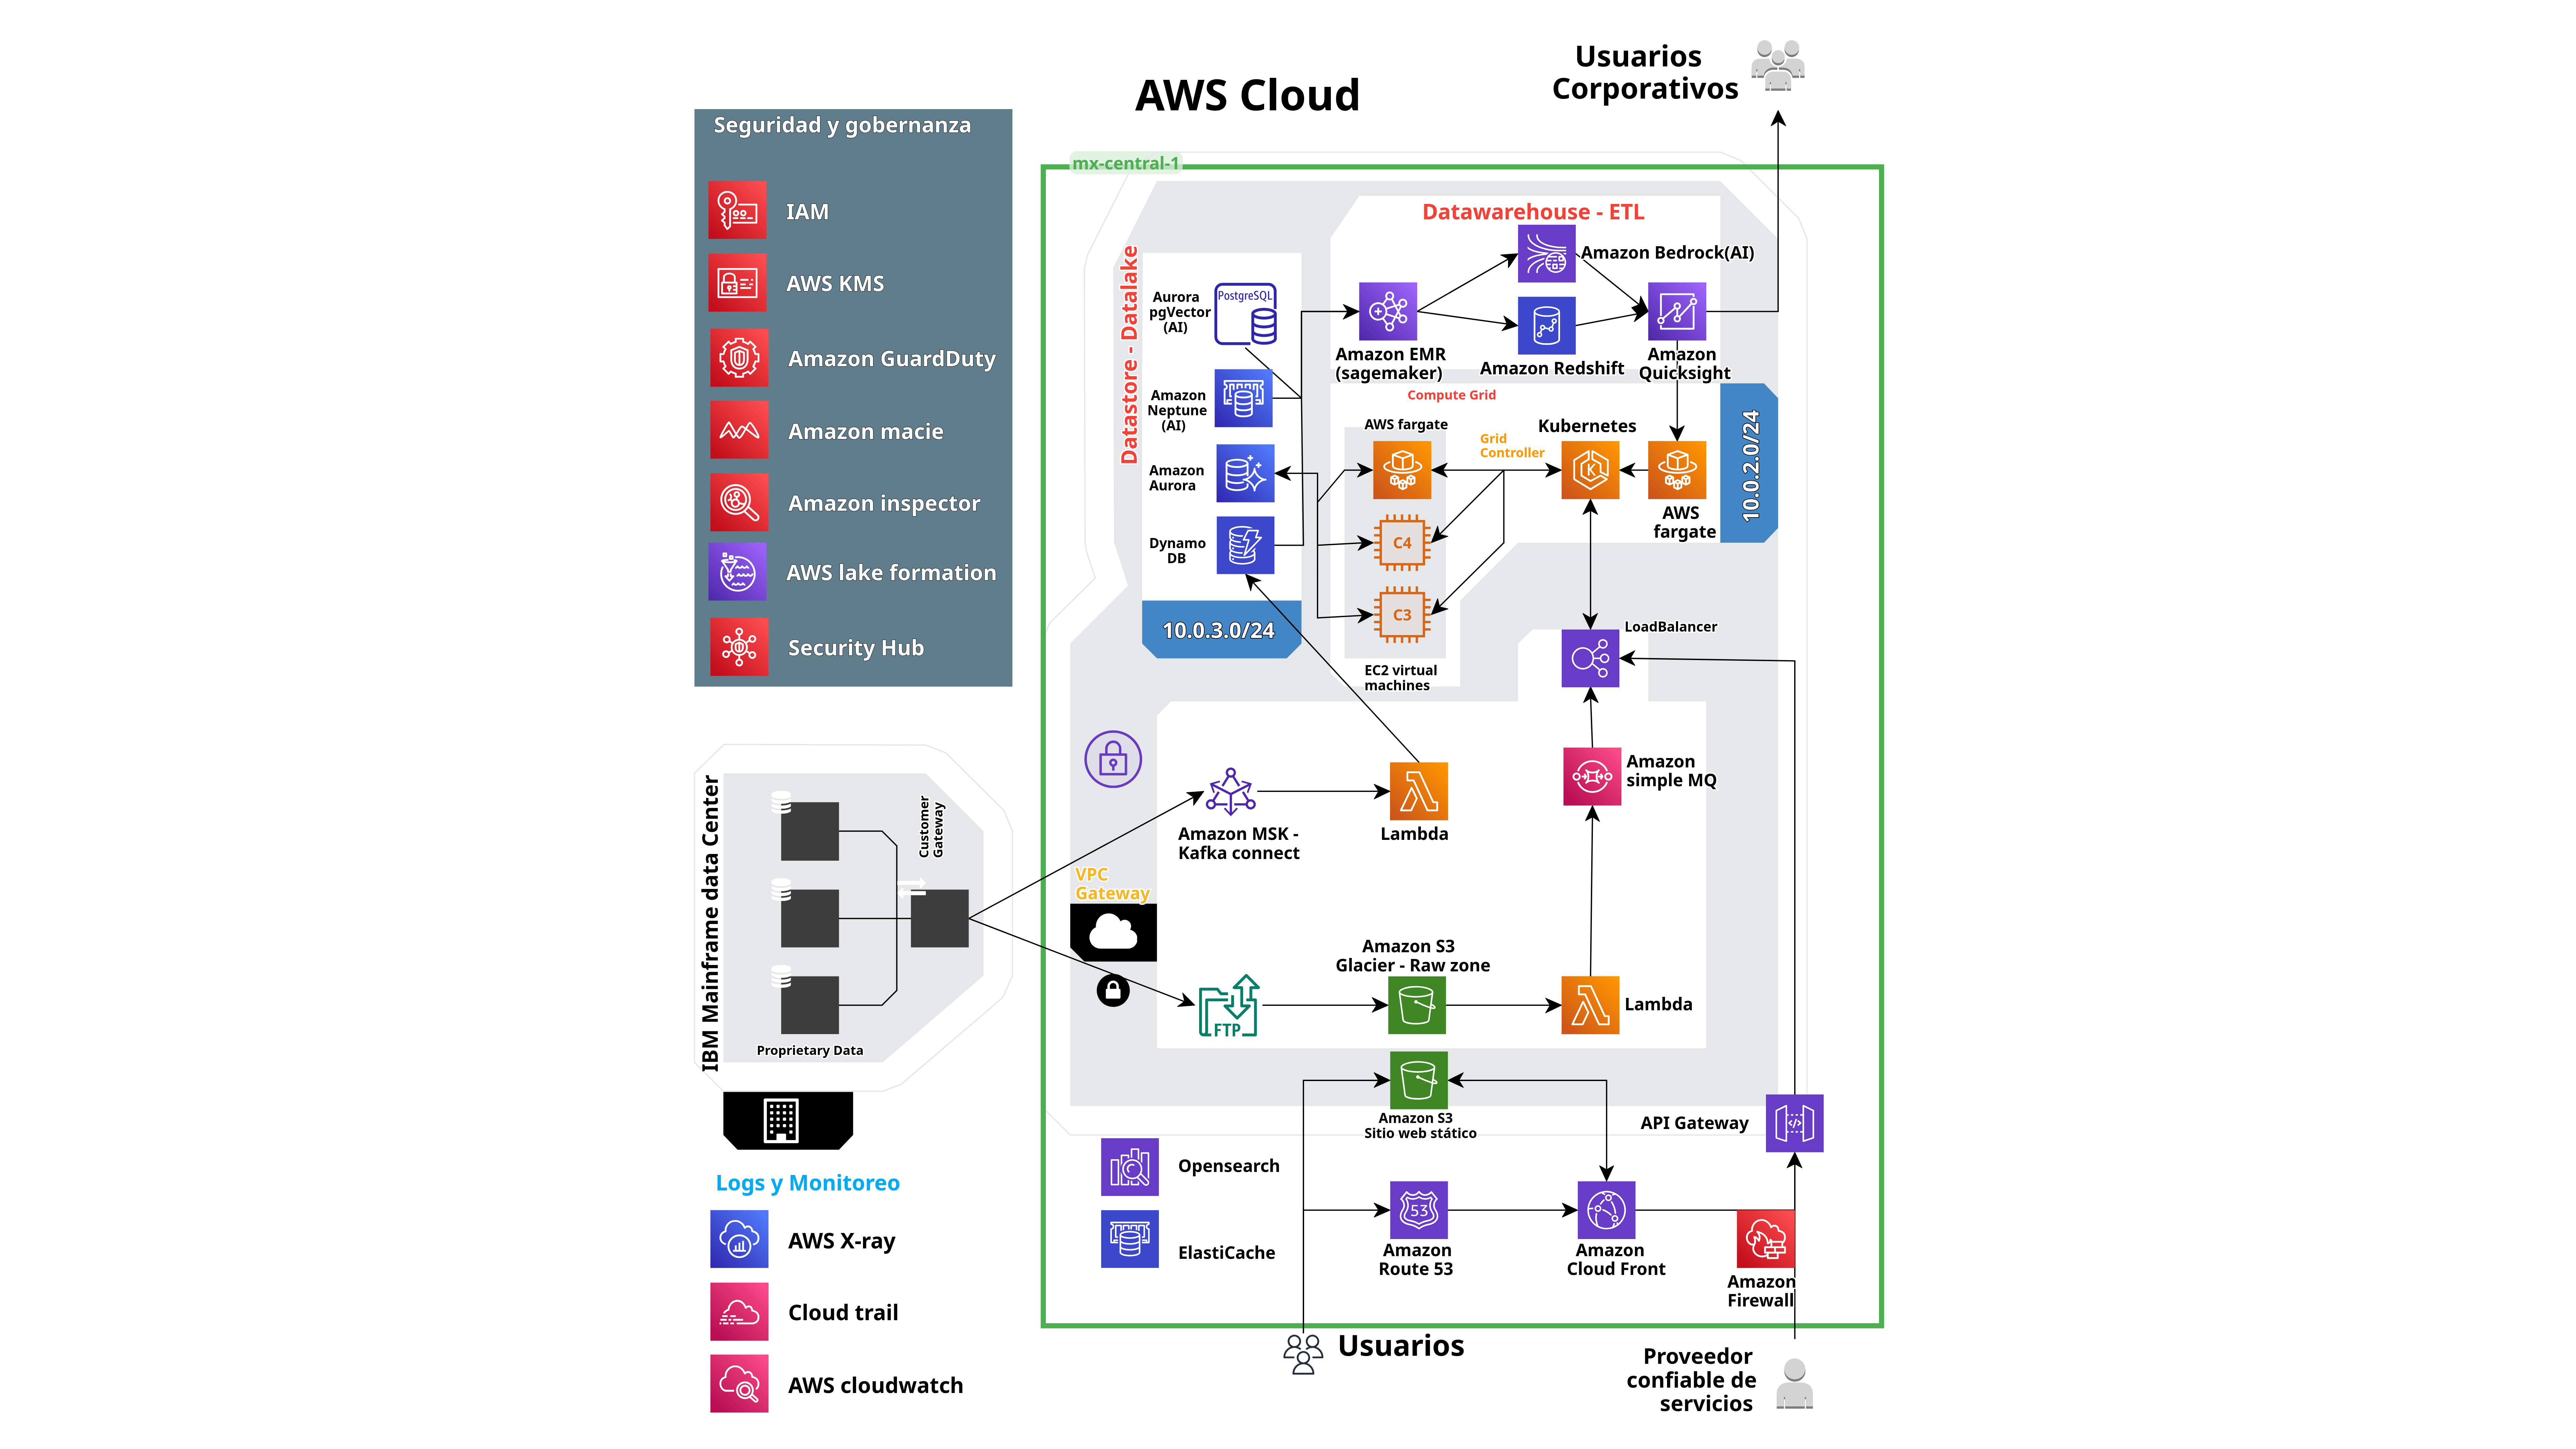 AWS Cloud
Usuarios
Corporativos
Seguridad y gobernanza
IAM
AWS KMS
Amazon GuardDuty
Amazon macie
Amazon inspector
AWS lake formation
Security Hub
mx-central-1
Datastore - Datalake
Aurora
pgVector
(AI)
PostgreSQL
Amazon
Neptune
(AI)
Amazon
Aurora
Dynamo
DB
10.0.3.0/24
Datawarehouse - ETL
Amazon Bedrock(AI)
Amazon EMR
(sagemaker)
Amazon Redshift
Amazon
Quicksight
Compute Grid
AWS fargate
Grid
Controller
Kubernetes
K
AWS
fargate
10.0.2.0/24
C4
C3
EC2 virtual
machines
LoadBalancer
Amazon
simple MQ
Amazon MSK -
Kafka connect
Lambda
VPC
Gateway
FTP
Amazon S3
Glacier - Raw zone
Lambda
IBM Mainframe data Center
Customer
Gateway
Proprietary Data
Amazon S3
Sitio web stático
API Gateway
Opensearch
ElastiCache
53
Amazon
Route 53
Amazon
Cloud Front
Amazon
Firewall
Logs y Monitoreo
AWS X-ray
Cloud trail
AWS cloudwatch
Usuarios
Proveedor
confiable de
servicios